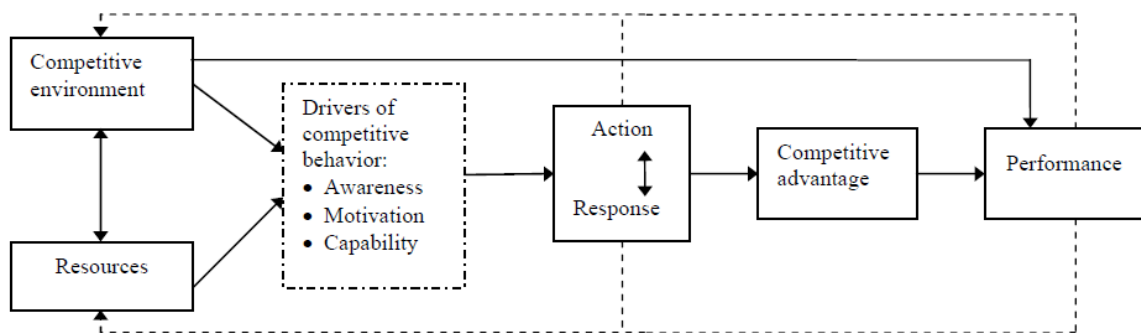 Competitive
environment
Drivers of
competitive
behavior:
• Awareness
• Motivation
• Capability
Resources
Action
Response
Competitive
advantage
Performance